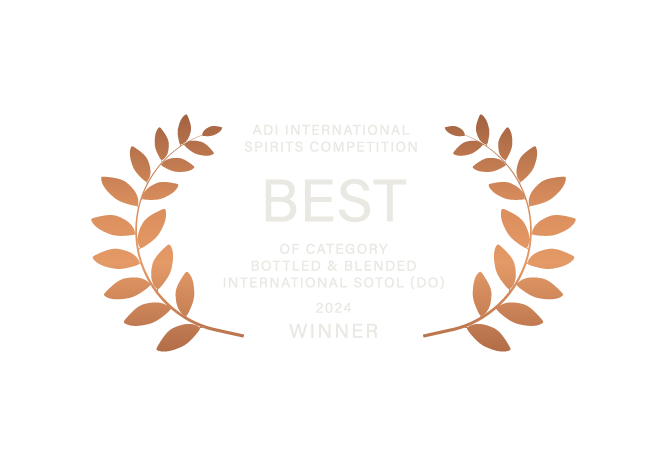 ADI INTERNATIONAL
SPIRITS COMPETITION
BEST
OF CATEGORY
BOTTLED & BLENDED
INTERNATIONAL SOTOL (DO)
2024
WINNER